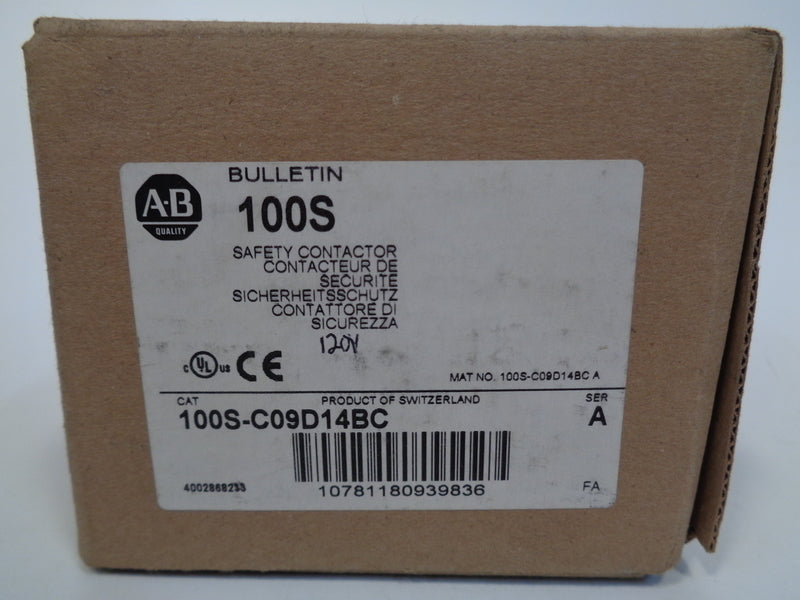 A·B
QUALITY
BULLETIN
100S
SAFETY CONTACTOR
CONTACTEUR DE
SECURITE
SICHERHEITSSCHUTZ
CONTATTORE DI
SICUREZZA
120V
c UL us CE
MAT NO. 100S-C09D14BC A
CAT PRODUCT OF SWITZERLAND SER
100S-C09D14BC A
4002868233 10781180939836 FA